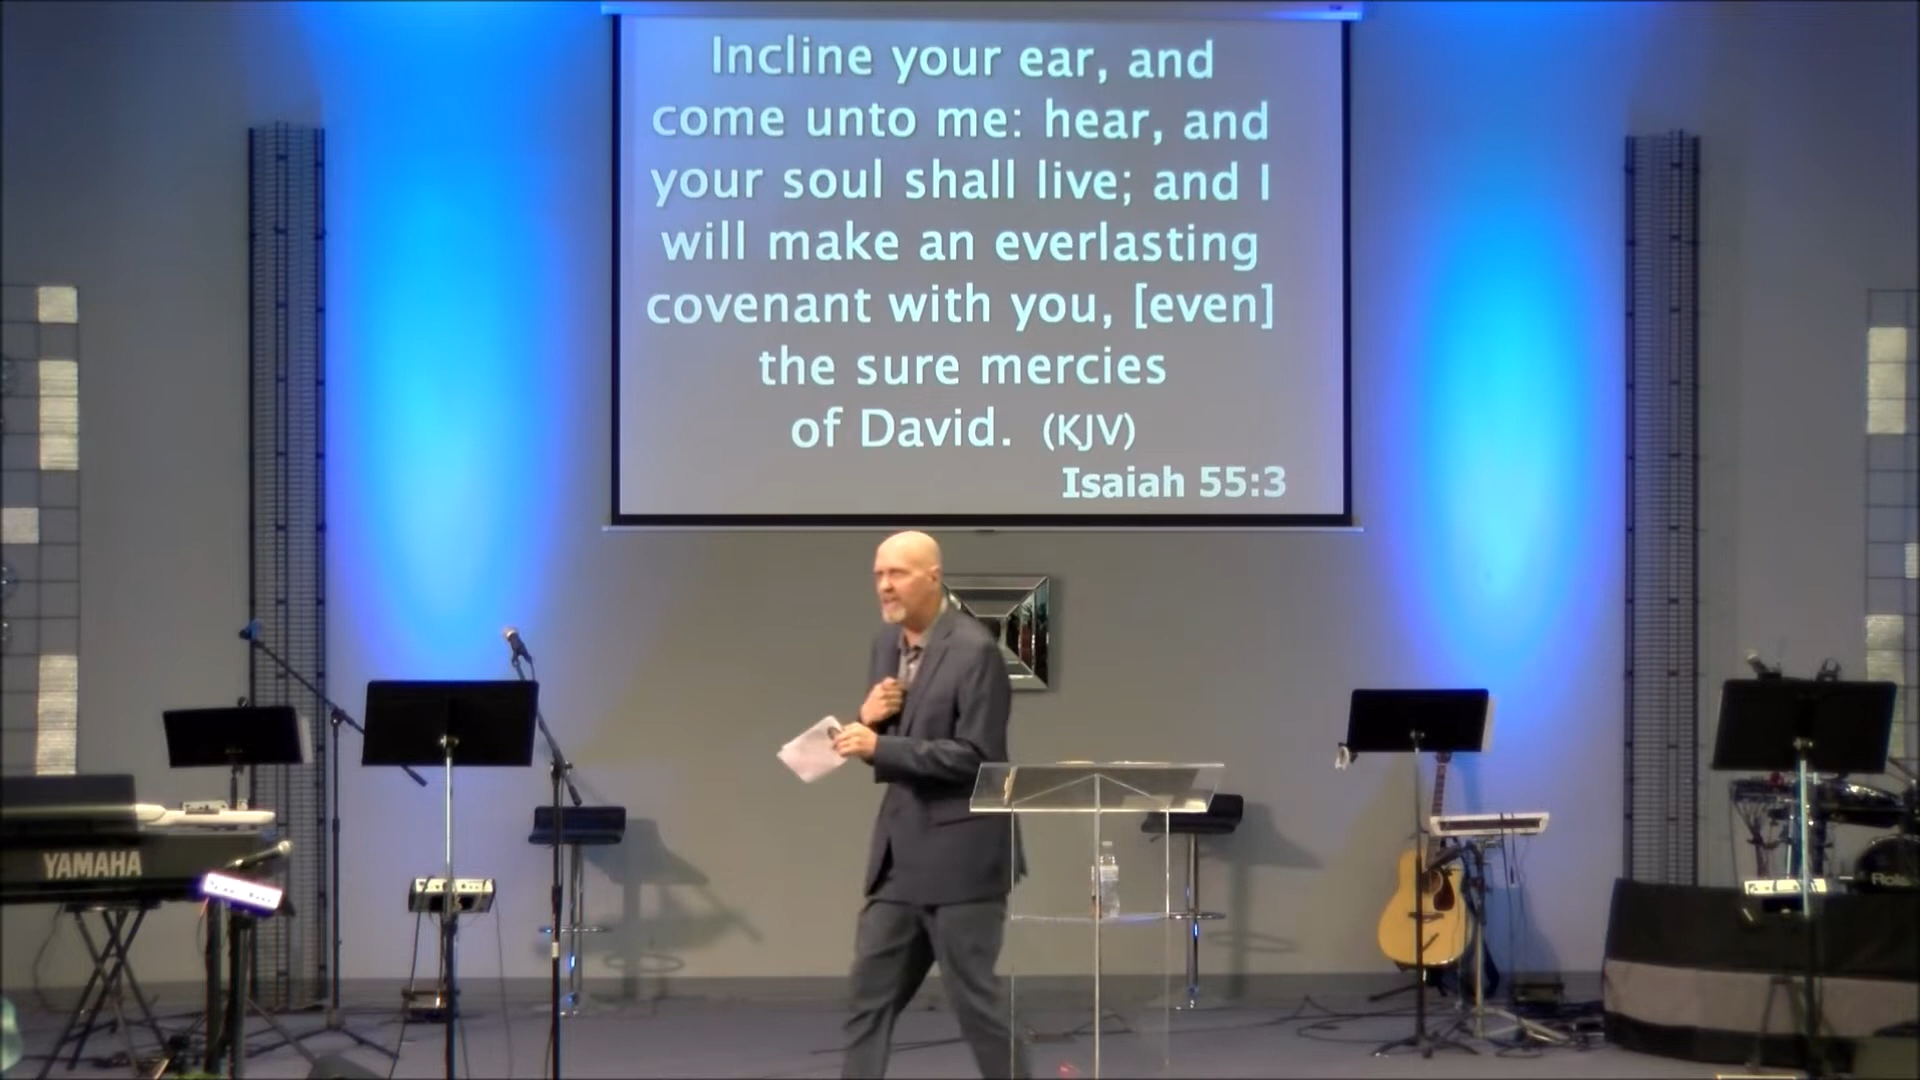 Incline your ear, and
come unto me: hear, and
your soul shall live; and I
will make an everlasting
covenant with you, [even]
the sure mercies
of David. (KJV)
Isaiah 55:3
YAMAHA
Roland